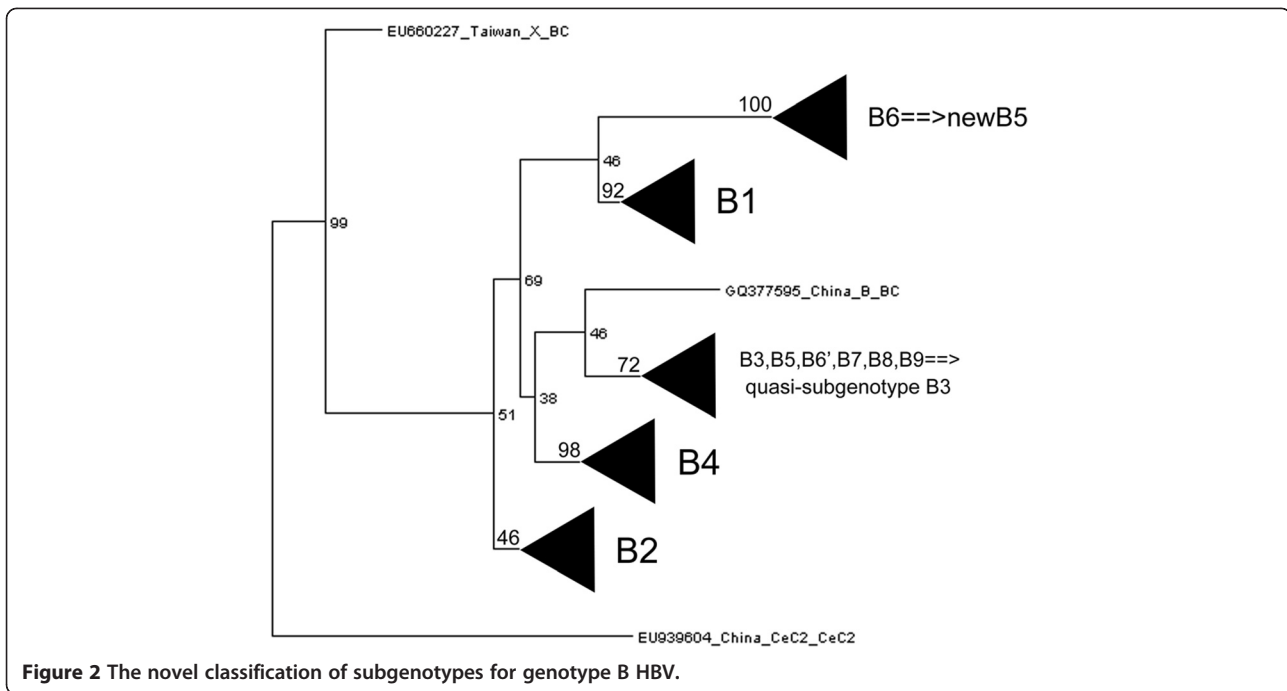 EU660227_Taiwan_X_BC
100
B6==>newB5
46
92
B1
99
69
GQ377595_China_B_BC
46
72
B3,B5,B6',B7,B8,B9==>
quasi-subgenotype B3
38
51
98
B4
46
B2
EU939604_China_CeC2_CeC2
Figure 2 The novel classification of subgenotypes for genotype B HBV.